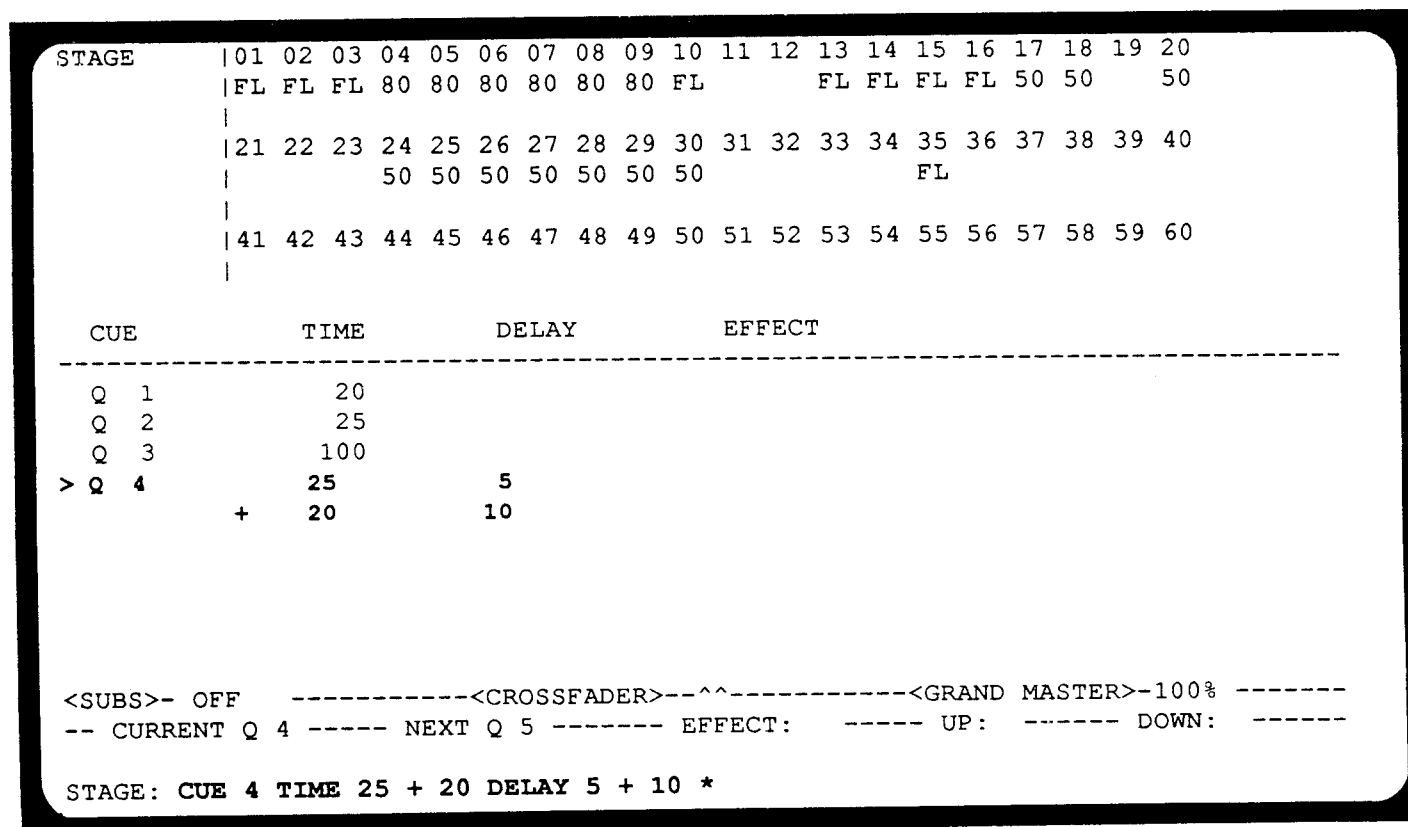 STAGE |01 02 03 04 05 06 07 08 09 10 11 12 13 14 15 16 17 18 19 20
|FL FL FL 80 80 80 80 80 80 FL FL FL FL FL 50 50 50
|
|21 22 23 24 25 26 27 28 29 30 31 32 33 34 35 36 37 38 39 40
| 50 50 50 50 50 50 50 FL
|
|41 42 43 44 45 46 47 48 49 50 51 52 53 54 55 56 57 58 59 60
|
CUE TIME DELAY EFFECT
--------------------------------------------------------------------------------
Q 1 20
Q 2 25
Q 3 100
> Q 4 25 5
+ 20 10
<SUBS>- OFF -----------<CROSSFADER>--^^-----------<GRAND MASTER>-100% -------
-- CURRENT Q 4 ----- NEXT Q 5 ------- EFFECT: ----- UP: ------ DOWN: ------
STAGE: CUE 4 TIME 25 + 20 DELAY 5 + 10 *